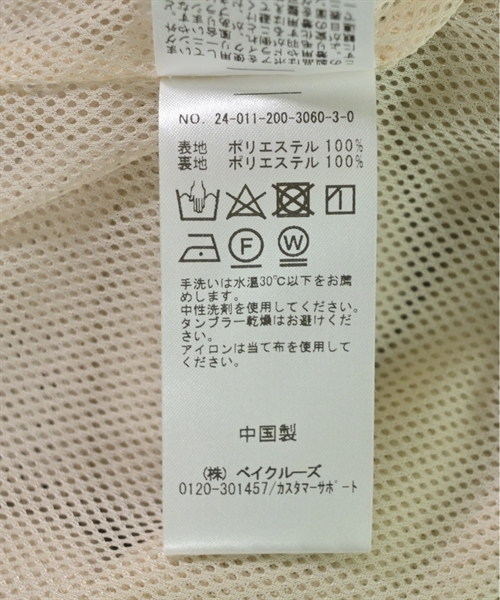 NO. 24-011-200-3060-3-0
表地 ポリエステル 100%
裏地 ポリエステル 100%
F W
手洗いは水温30℃以下をお薦
めします。
中性洗剤を使用してください。
タンブラー乾燥はお避けくださ
い。
アイロンは当て布を使用して
ください。
中国製
(株) ベイクルーズ
0120-301457/カスタマーサポート